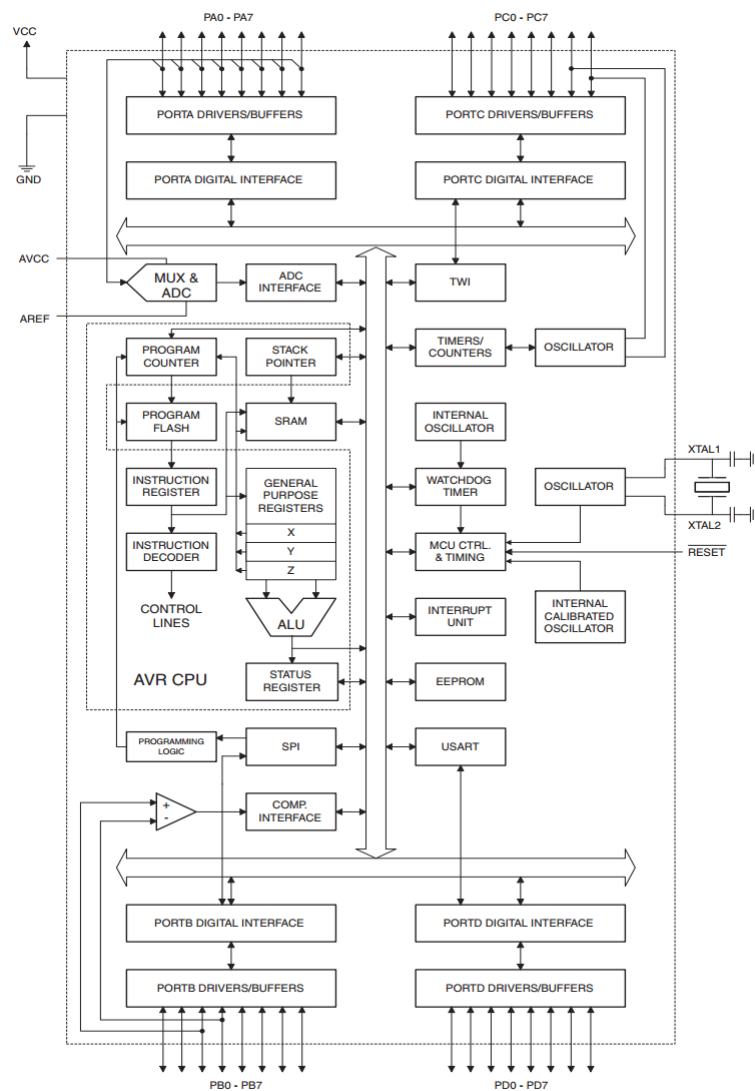 PA0 - PA7
PC0 - PC7
VCC
GND
PORTA DRIVERS/BUFFERS
PORTC DRIVERS/BUFFERS
PORTA DIGITAL INTERFACE
PORTC DIGITAL INTERFACE
AVCC
AREF
MUX &
ADC
ADC
INTERFACE
TWI
PROGRAM
COUNTER
STACK
POINTER
TIMERS/
COUNTERS
OSCILLATOR
PROGRAM
FLASH
SRAM
INTERNAL
OSCILLATOR
XTAL1
INSTRUCTION
REGISTER
GENERAL
PURPOSE
REGISTERS
WATCHDOG
TIMER
OSCILLATOR
XTAL2
X
Y
Z
INSTRUCTION
DECODER
MCU CTRL.
& TIMING
RESET
CONTROL
LINES
ALU
INTERRUPT
UNIT
INTERNAL
CALIBRATED
OSCILLATOR
AVR CPU
STATUS
REGISTER
EEPROM
PROGRAMMING
LOGIC
SPI
USART
+
-
COMP.
INTERFACE
PORTB DIGITAL INTERFACE
PORTD DIGITAL INTERFACE
PORTB DRIVERS/BUFFERS
PORTD DRIVERS/BUFFERS
PB0 - PB7
PD0 - PD7